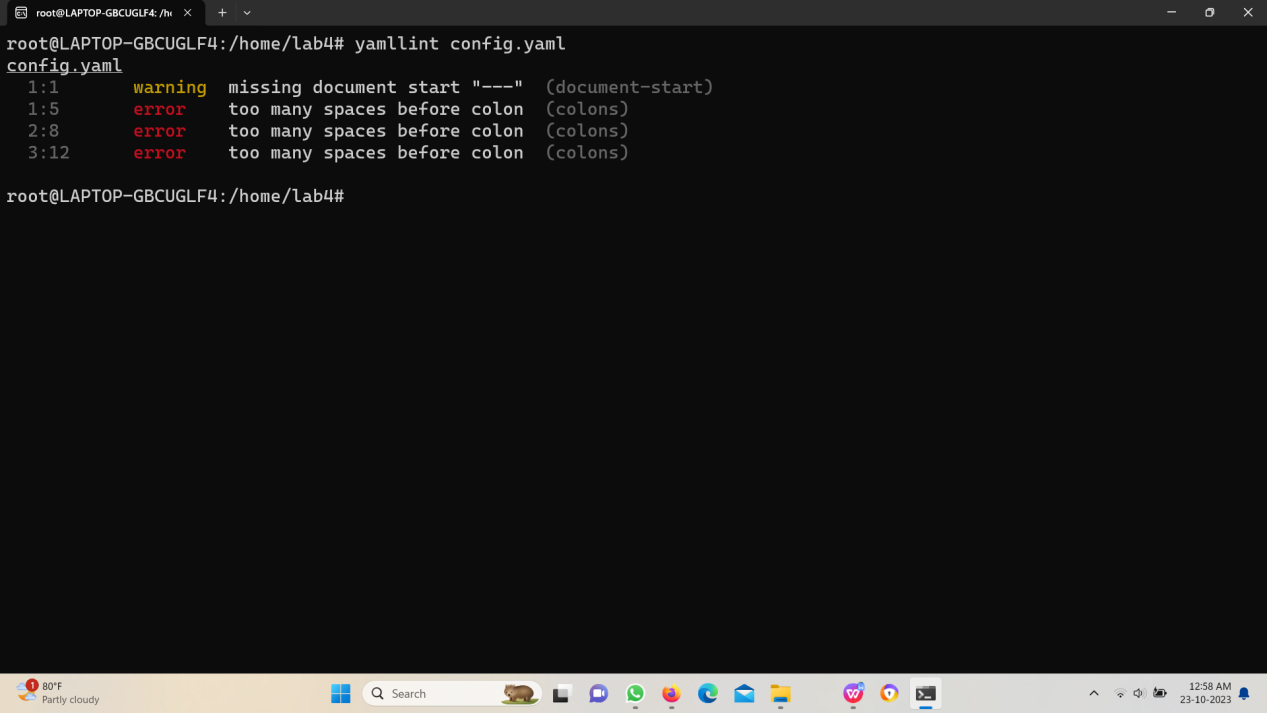 root@LAPTOP-GBCUGLF4: /h
root@LAPTOP-GBCUGLF4:/home/lab4# yamllint config.yaml
config.yaml
1:1 warning missing document start "---" (document-start)
1:5 error too many spaces before colon (colons)
2:8 error too many spaces before colon (colons)
3:12 error too many spaces before colon (colons)
root@LAPTOP-GBCUGLF4:/home/lab4#
1
80°F
Partly cloudy
Search
12:58 AM
23-10-2023